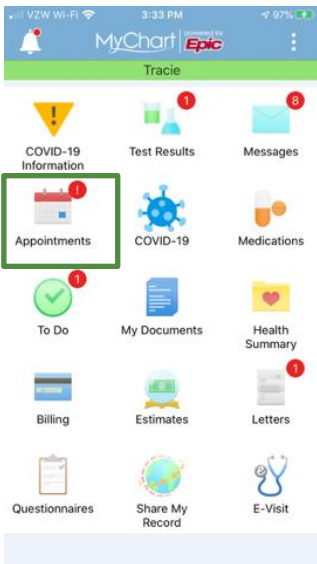 VZW Wi-Fi 3:33 PM 97%
MyChart powered by Epic
Tracie
1 8
COVID-19 Information Test Results Messages
!
Appointments COVID-19 Medications
1
To Do My Documents Health Summary
1
Billing Estimates Letters
Questionnaires Share My Record E-Visit